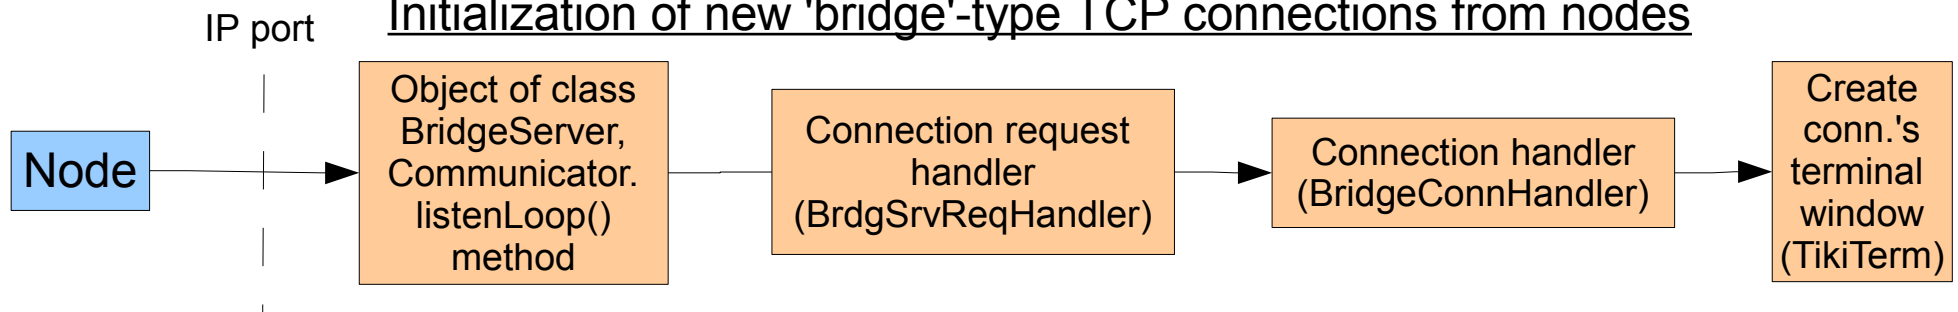 Initialization of new 'bridge'-type TCP connections from nodes
IP port
Node
Object of class
BridgeServer,
Communicator.
listenLoop()
method
Connection request
handler
(BrdgSrvReqHandler)
Connection handler
(BridgeConnHandler)
Create
conn.'s
terminal
window
(TikiTerm)